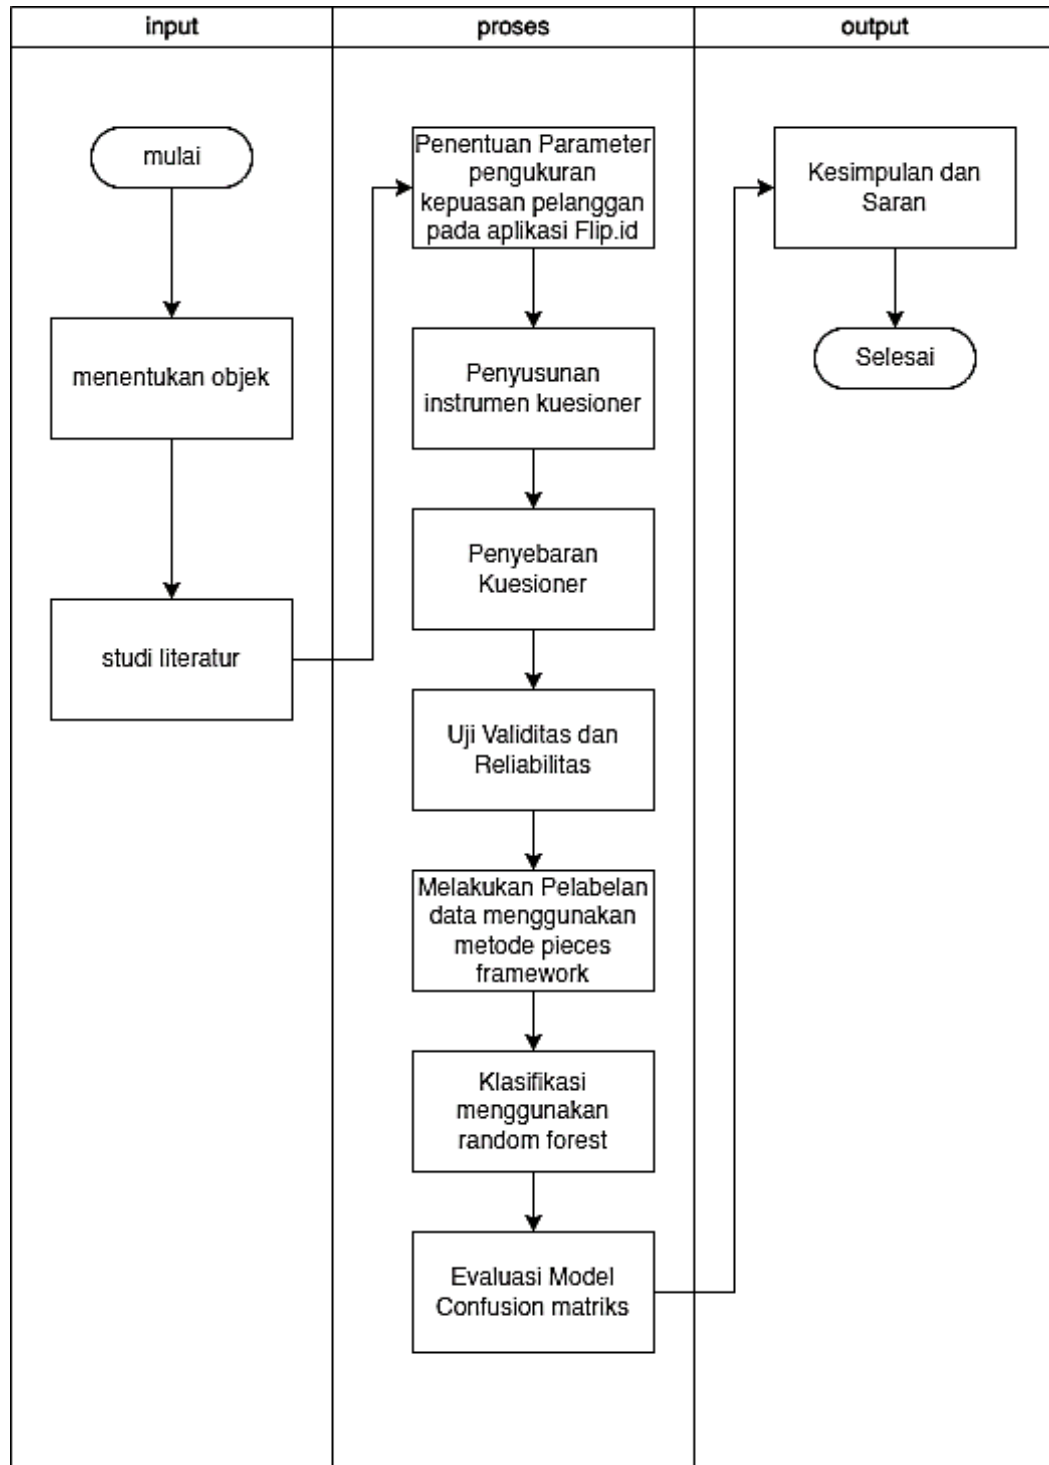 input
proses
output
mulai
menentukan objek
studi literatur
Penentuan Parameter
pengukuran
kepuasan pelanggan
pada aplikasi Flip.id
Penyusunan
instrumen kuesioner
Penyebaran
Kuesioner
Uji Validitas dan
Reliabilitas
Melakukan Pelabelan
data menggunakan
metode pieces
framework
Klasifikasi
menggunakan
random forest
Evaluasi Model
Confusion matriks
Kesimpulan dan
Saran
Selesai